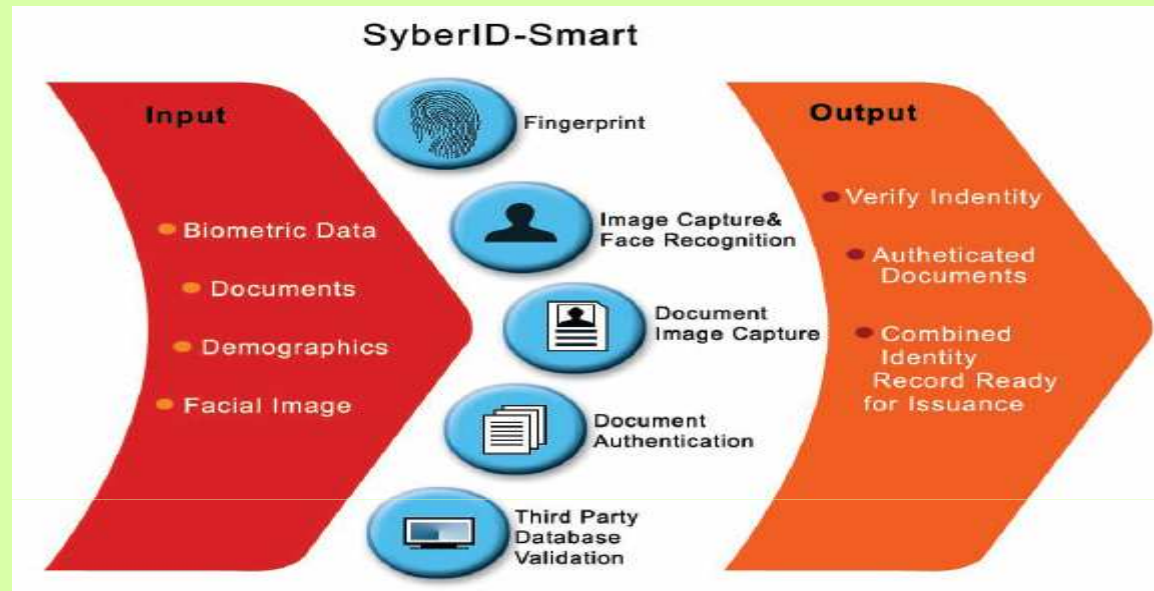 SyberID-Smart
Input
Biometric Data
Documents
Demographics
Facial Image
Fingerprint
Image Capture&
Face Recognition
Document
Image Capture
Document
Authentication
Third Party
Database
Validation
Output
Verify Indentity
Autheticated
Documents
Combined
Identity
Record Ready
for Issuance